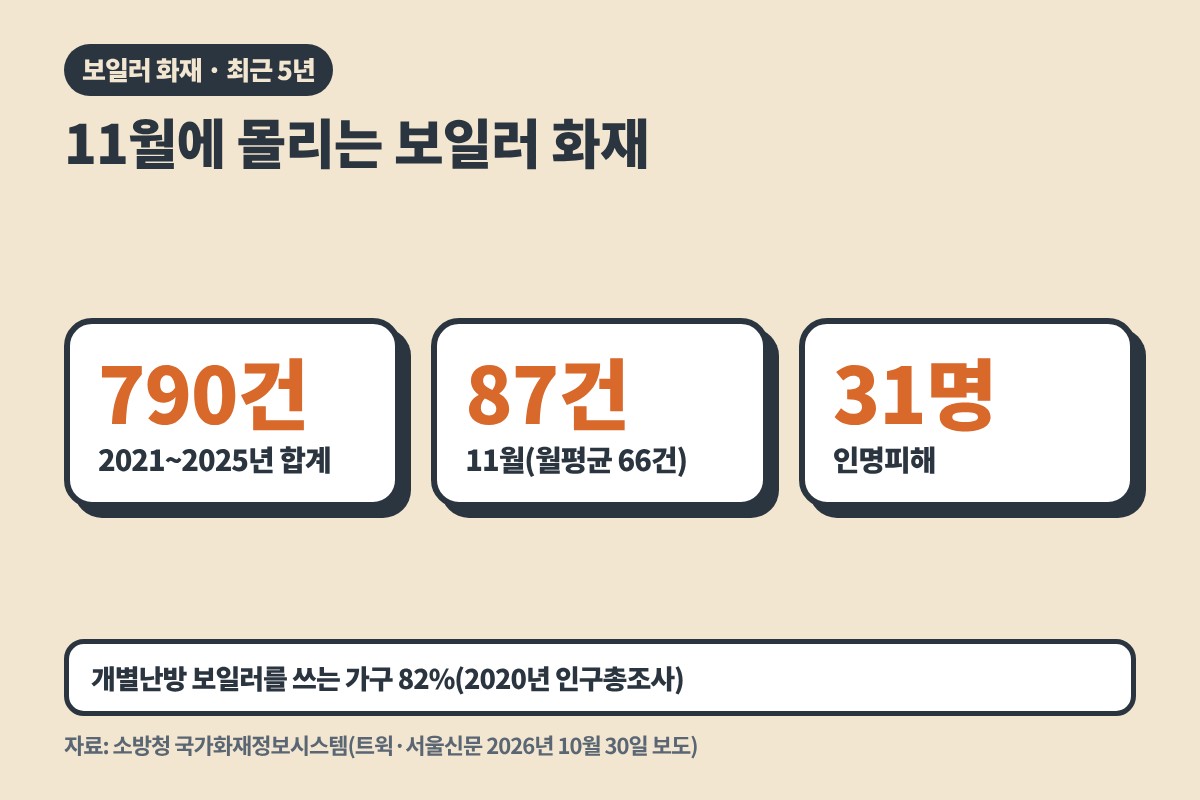 보일러 화재 · 최근 5년
11월에 몰리는 보일러 화재
790건
2021~2025년 합계
87건
11월(월평균 66건)
31명
인명피해
개별난방 보일러를 쓰는 가구 82%(2020년 인구총조사)
자료: 소방청 국가화재정보시스템(트윅·서울신문 2026년 10월 30일 보도)